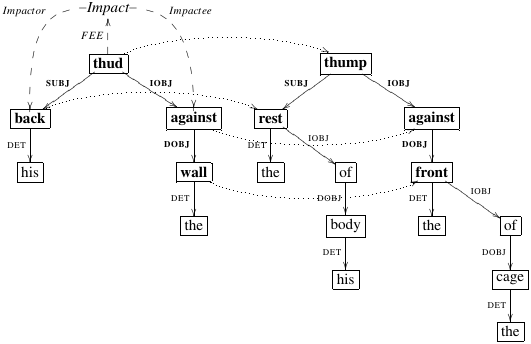 Impactor –Impact– Impactee
FEE
thud thump
SUBJ IOBJ SUBJ IOBJ
back against rest against
DET DOBJ DET IOBJ DOBJ
his wall the of front
DET DOBJ DET IOBJ
the body the of
DET DOBJ
his cage
DET
the